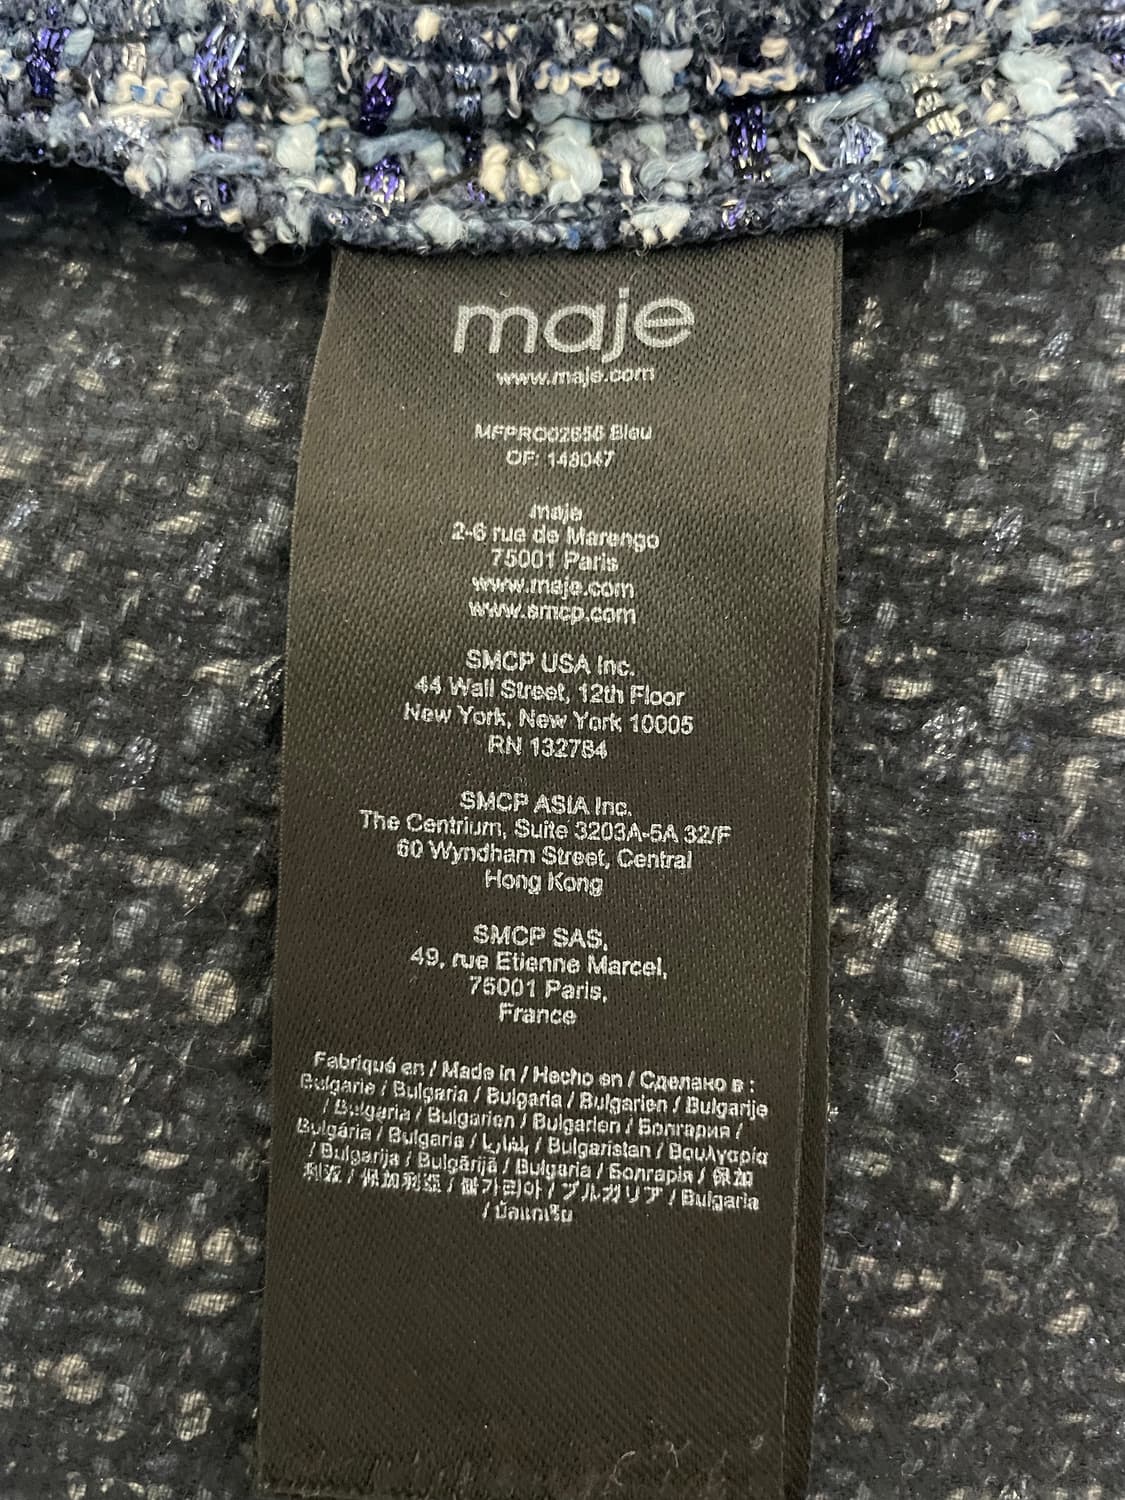 maje
www.maje.com
MFPRO02656 Bleu
OF: 148047
maje
2-6 rue de Marengo
75001 Paris
www.maje.com
www.smcp.com
SMCP USA Inc.
44 Wall Street, 12th Floor
New York, New York 10005
RN 132784
SMCP ASIA Inc.
The Centrium, Suite 3203A-5A 32/F
60 Wyndham Street, Central
Hong Kong
SMCP SAS,
49, rue Etienne Marcel,
75001 Paris,
France
Fabriqué en / Made in / Hecho en / Сделано в :
Bulgarie / Bulgaria / Bulgaria / Bulgarien / Bulgarije
/ Bulgaria / Bulgarien / Bulgarien / Болгария /
Bulgária / Bulgaria / بلغاريا / Bulgaristan / Βουλγαρία
/ Bulgarija / Bulgārijā / Bulgaria / Болгарія / 保加
利亚 / 保加利亞 / 불가리아 / ブルガリア / Bulgaria
/ บัลแกเรีย